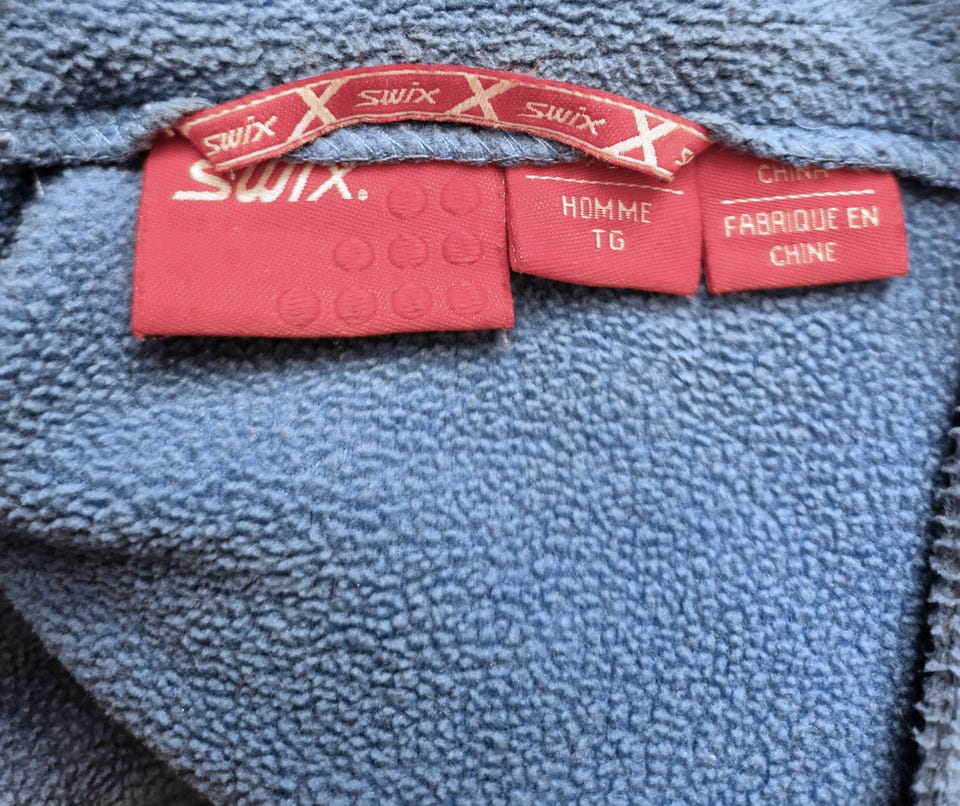 SWIX SWIX SWIX
SWIX.
HOMME
TG
CHINA
FABRIQUE EN
CHINE